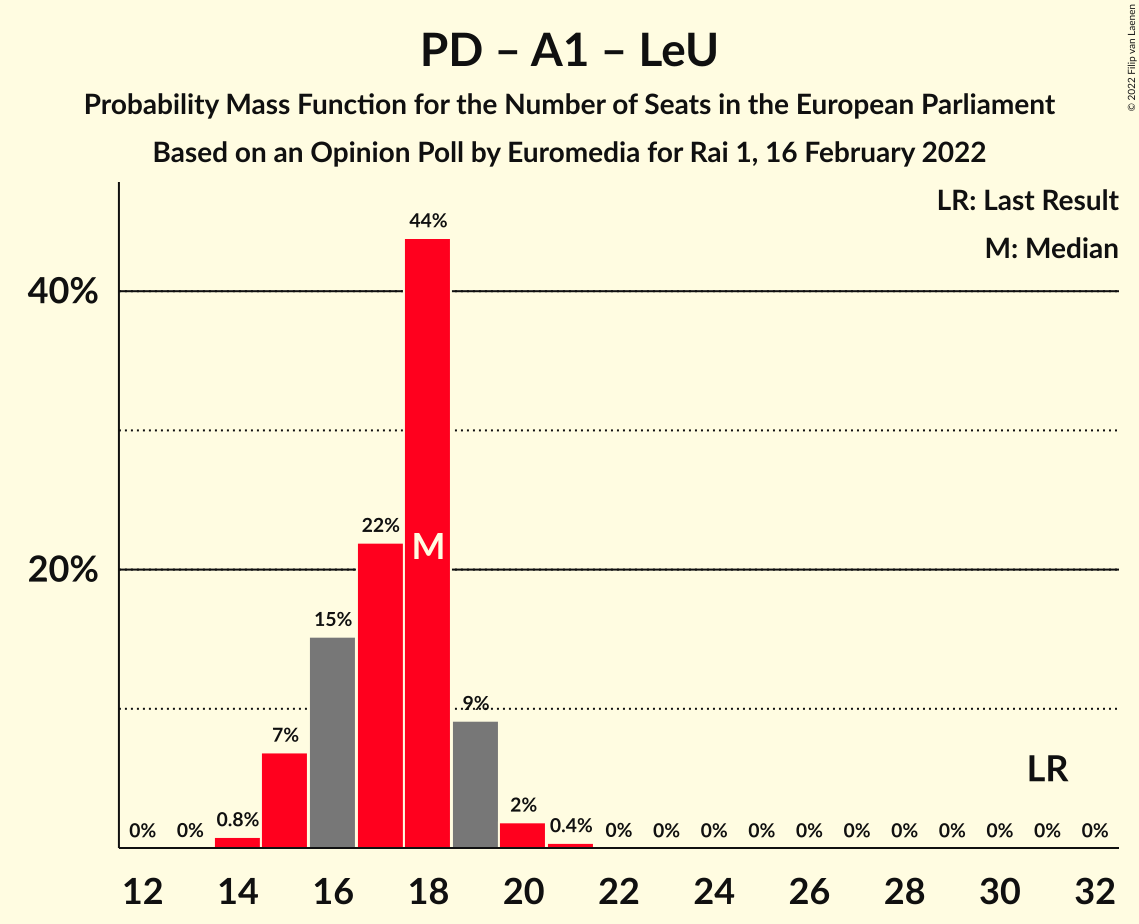 PD – A1 – LeU
Probability Mass Function for the Number of Seats in the European Parliament
Based on an Opinion Poll by Euromedia for Rai 1, 16 February 2022
© 2022 Filip van Laenen
LR: Last Result
M: Median
40%
20%
0% 0% 0.8% 7% 15% 22% 44% 9% 2% 0.4% 0% 0% 0% 0% 0% 0% 0% 0% 0% 0% 0%
M
LR
12 14 16 18 20 22 24 26 28 30 32